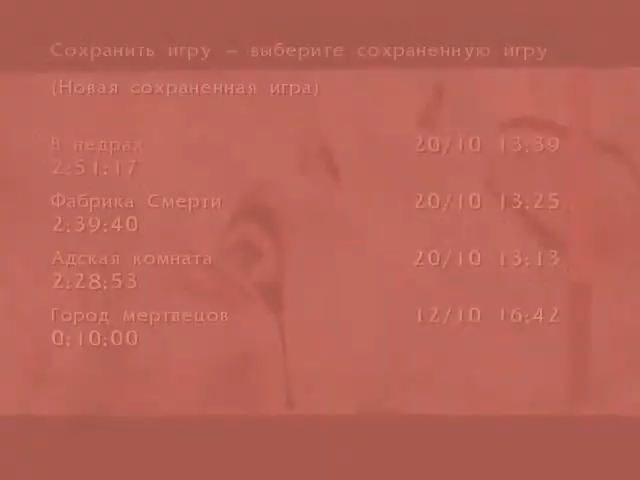 Сохранить игру – выберите сохраненную игру
(Новая сохраненная игра)
В недрах 20/10 13:39
2:51:17
Фабрика Смерти 20/10 13:25
2:39:40
Адская комната 20/10 13:13
2:28:53
Город мертвецов 12/10 16:42
0:10:00